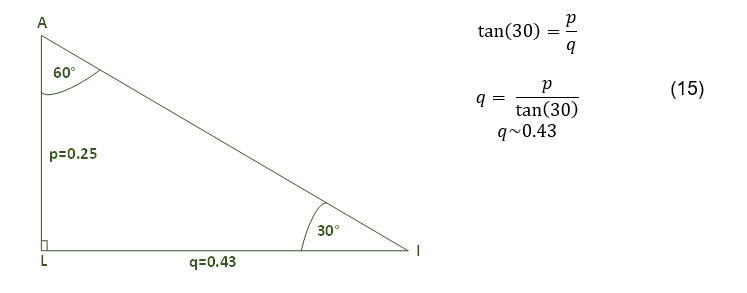 A
60°
p=0.25
30°
L
I
q=0.43
tan(30) = p/q
q = p/tan(30)
(15)
q~0.43